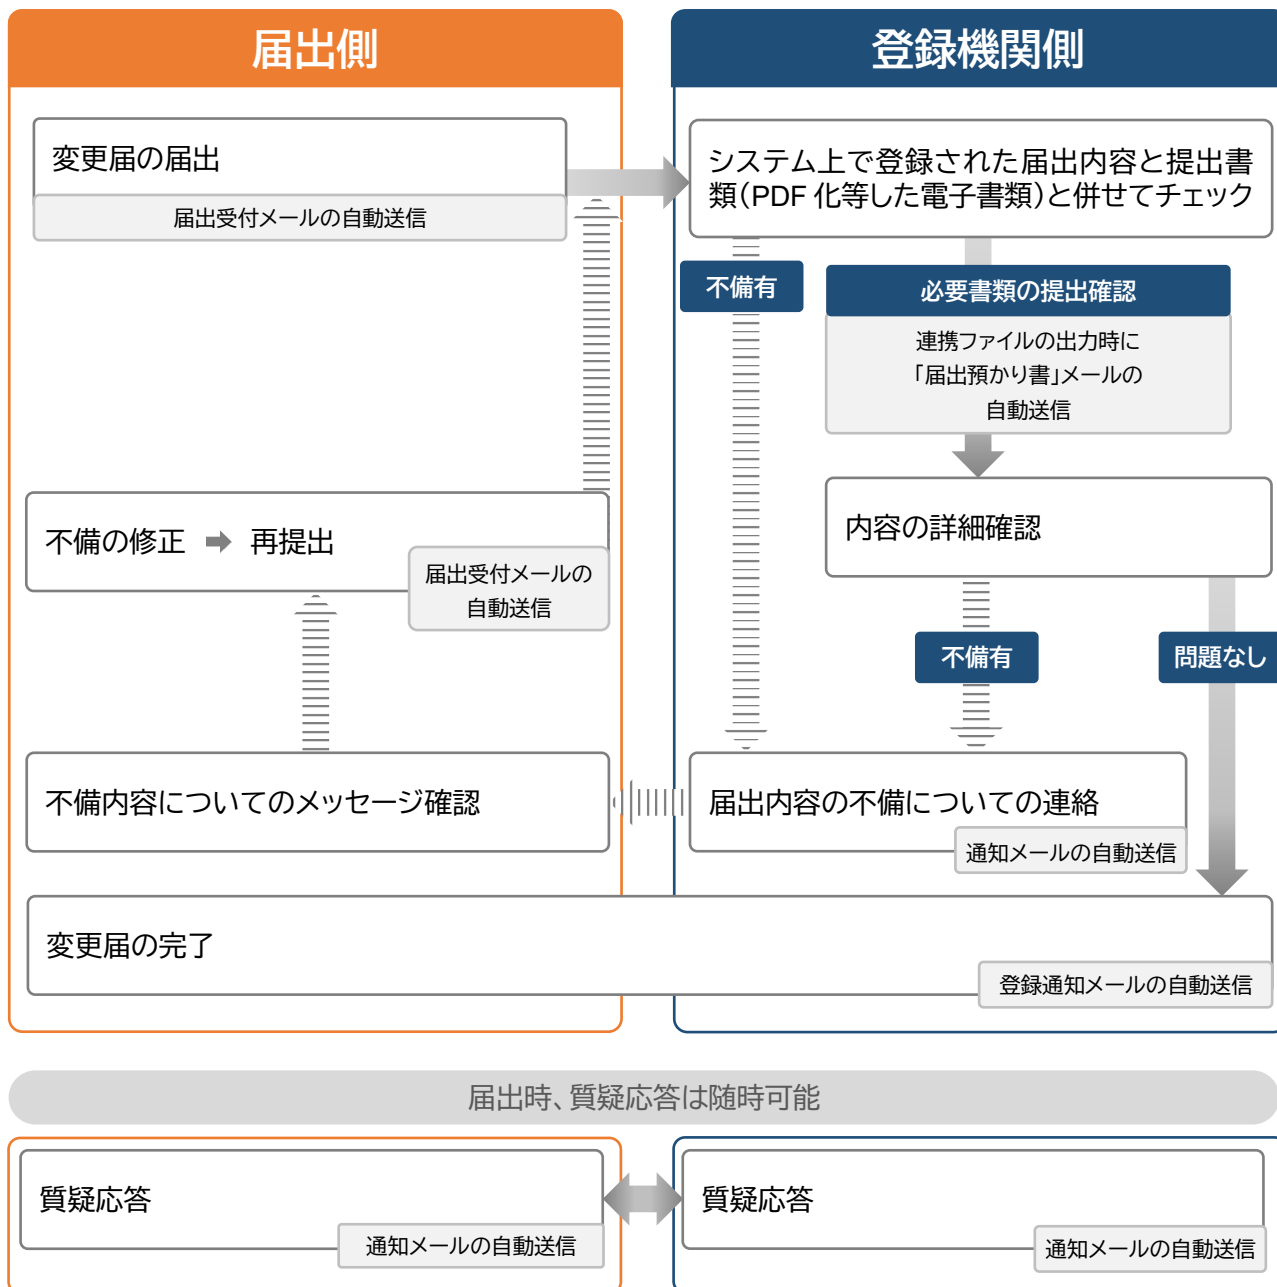 届出側
登録機関側
変更届の届出
届出受付メールの自動送信
システム上で登録された届出内容と提出書
類(PDF 化等した電子書類)と併せてチェック
不備有
必要書類の提出確認
連携ファイルの出力時に
「届出預かり書」メールの
自動送信
不備の修正 ➡ 再提出
届出受付メールの
自動送信
内容の詳細確認
不備有
問題なし
不備内容についてのメッセージ確認
届出内容の不備についての連絡
通知メールの自動送信
変更届の完了
登録通知メールの自動送信
届出時、質疑応答は随時可能
質疑応答
通知メールの自動送信
質疑応答
通知メールの自動送信